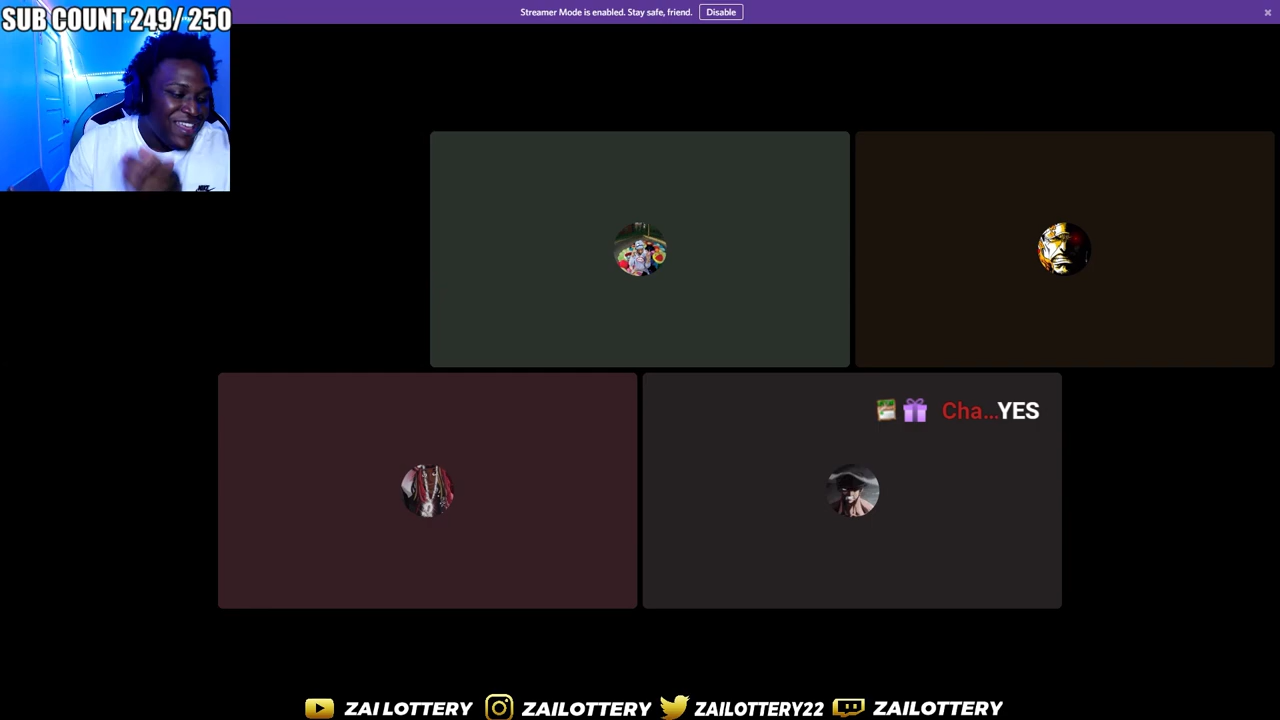 SUB COUNT 249/ 250
Streamer Mode is enabled. Stay safe, friend. Disable
Cha...YES
ZAI LOTTERY ZAILOTTERY ZAILOTTERY22 ZAILOTTERY